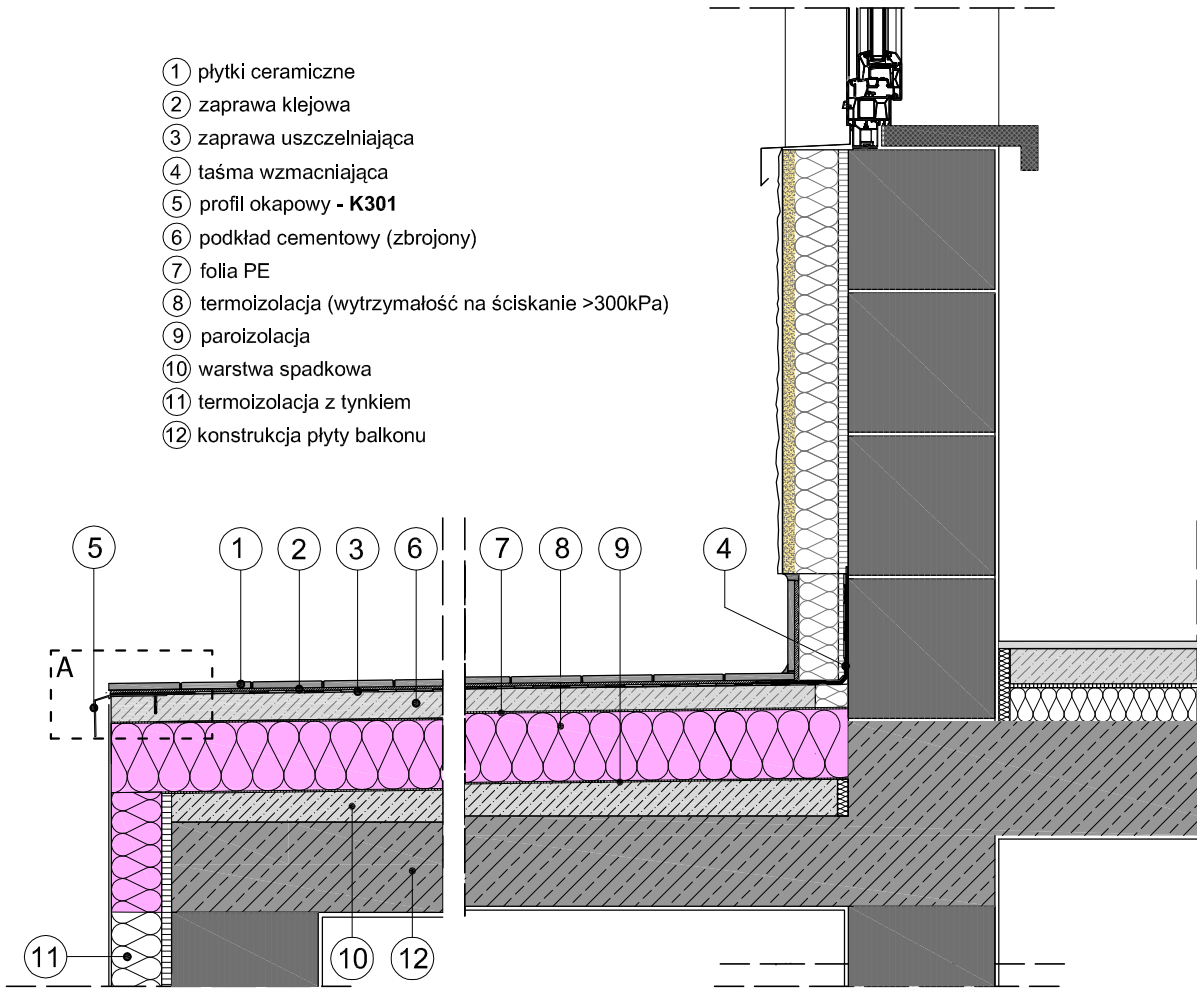 1 płytki ceramiczne
2 zaprawa klejowa
3 zaprawa uszczelniająca
4 taśma wzmacniająca
5 profil okapowy - K301
6 podkład cementowy (zbrojony)
7 folia PE
8 termoizolacja (wytrzymałość na ściskanie >300kPa)
9 paroizolacja
10 warstwa spadkowa
11 termoizolacja z tynkiem
12 konstrukcja płyty balkonu
5 1 2 3 6 7 8 9 4
A
11 10 12